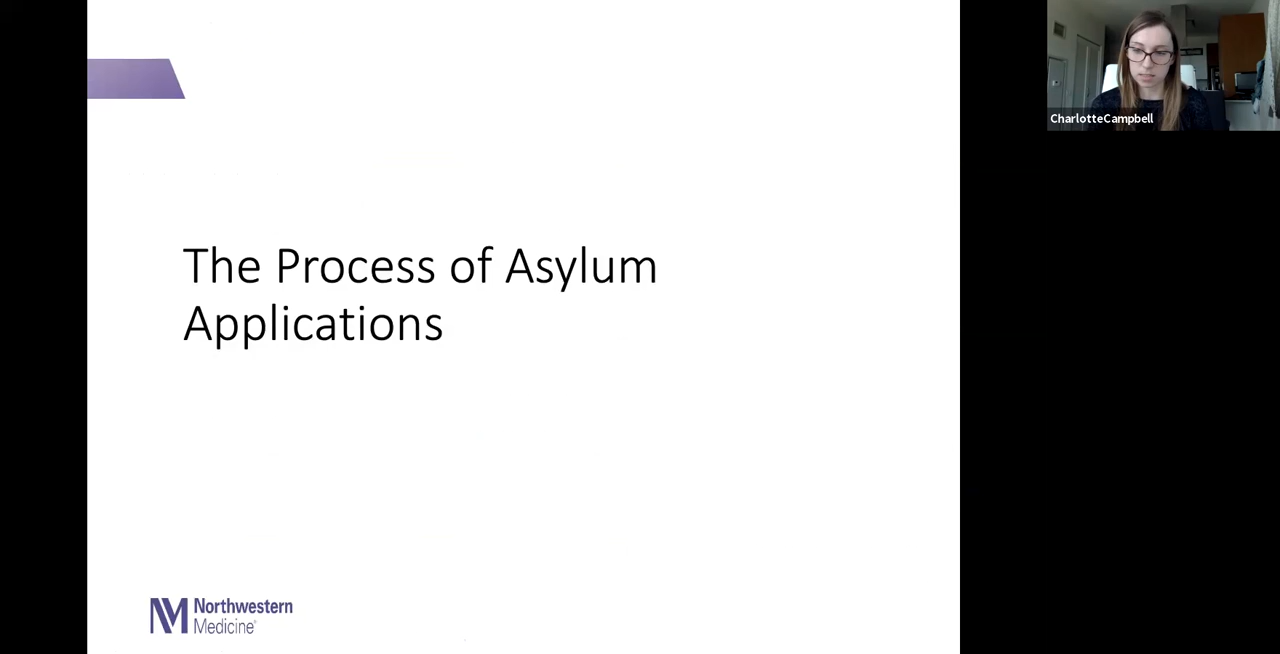 The Process of Asylum
Applications
Northwestern
Medicine®
CharlotteCampbell